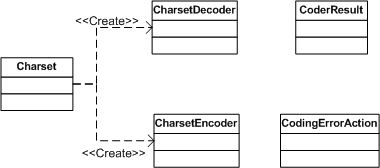 <<Create>>
CharsetDecoder
CoderResult
Charset
CharsetEncoder
CodingErrorAction
<<Create>>